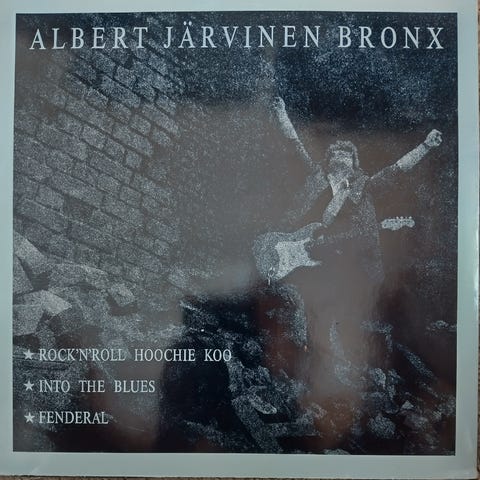 ALBERT JÄRVINEN BRONX
★ ROCK'N'ROLL HOOCHIE KOO
★ INTO THE BLUES
★ FENDERAL